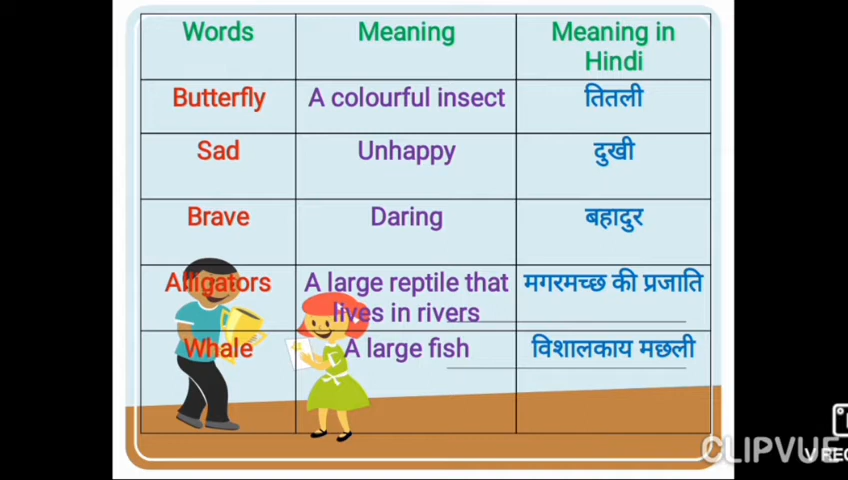 Words Meaning Meaning in
Hindi
Butterfly A colourful insect तितली
Sad Unhappy दुखी
Brave Daring बहादुर
Alligators A large reptile that मगरमच्छ की प्रजाति
lives in rivers
Whale A large fish विशालकाय मछली
CLIPVUE